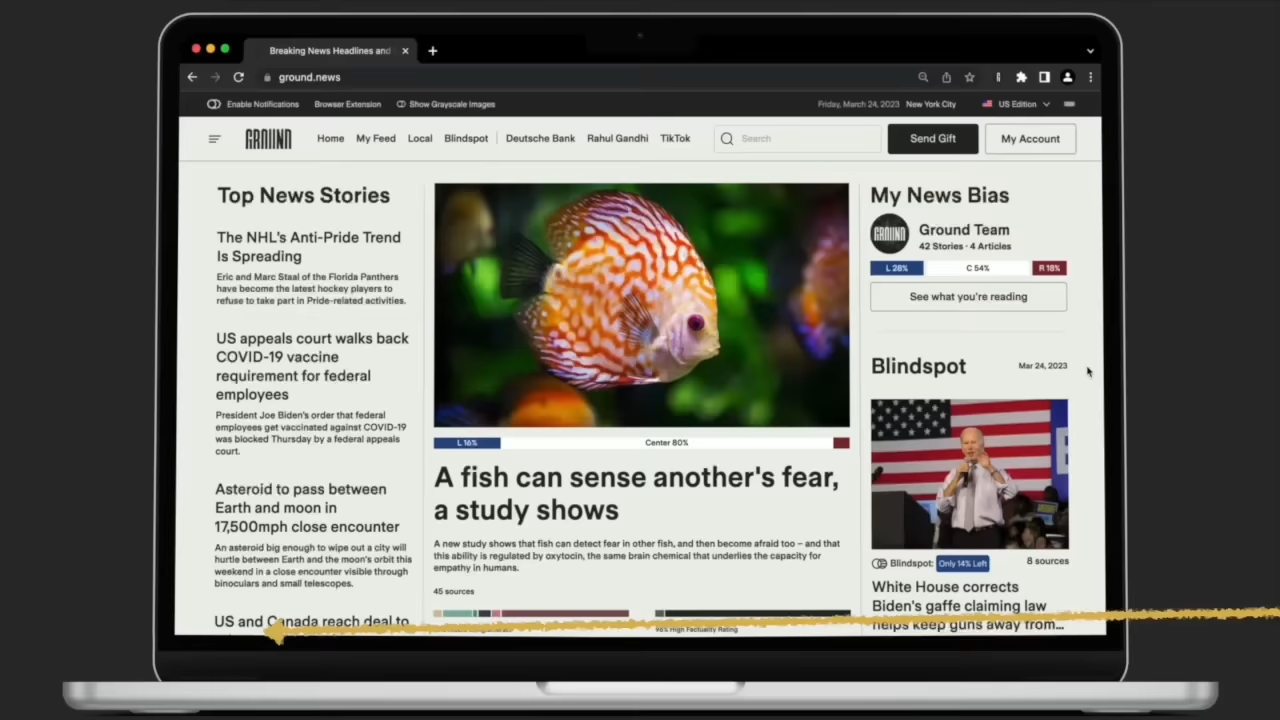 Breaking News Headlines and
ground.news
Enable Notifications Browser Extension Show Grayscale Images Friday, March 24, 2023 New York City US Edition
GROUND Home My Feed Local Blindspot Deutsche Bank Rahul Gandhi TikTok Search Send Gift My Account
Top News Stories
The NHL's Anti-Pride Trend
Is Spreading
Eric and Marc Staal of the Florida Panthers
have become the latest hockey players to
refuse to take part in Pride-related activities.
US appeals court walks back
COVID-19 vaccine
requirement for federal
employees
President Joe Biden's order that federal
employees get vaccinated against COVID-19
was blocked Thursday by a federal appeals
court.
Asteroid to pass between
Earth and moon in
17,500mph close encounter
An asteroid big enough to wipe out a city will
hurtle between Earth and the moon's orbit this
weekend in a close encounter visible through
binoculars and small telescopes.
US and Canada reach deal to
L 16% Center 80%
A fish can sense another's fear,
a study shows
A new study shows that fish can detect fear in other fish, and then become afraid too – and that
this ability is regulated by oxytocin, the same brain chemical that underlies the capacity for
empathy in humans.
45 sources
96% High Factuality Rating
My News Bias
GROUND
Ground Team
42 Stories · 4 Articles
L 28% C 54% R 18%
See what you're reading
Blindspot Mar 24, 2023
Blindspot: Only 14% Left 8 sources
White House corrects
Biden's gaffe claiming law
helps keep guns away from...